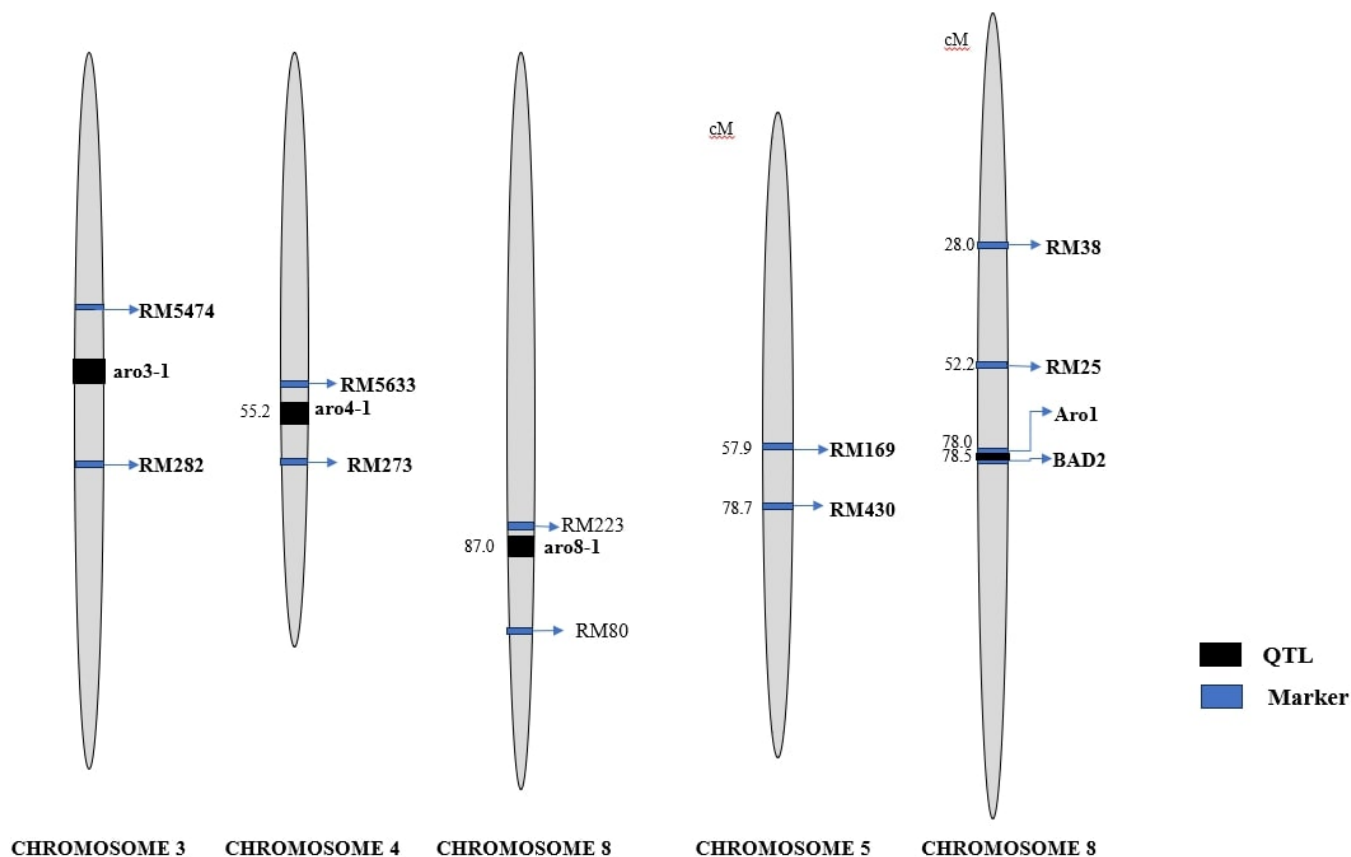 cM
RM5474
aro3-1
RM282
CHROMOSOME 3
RM5633
55.2 aro4-1
RM273
CHROMOSOME 4
RM223
87.0 aro8-1
RM80
CHROMOSOME 8
cM
57.9 RM169
78.7 RM430
CHROMOSOME 5
28.0 RM38
52.2 RM25
Aro1
78.0
78.5 BAD2
CHROMOSOME 8
QTL
Marker